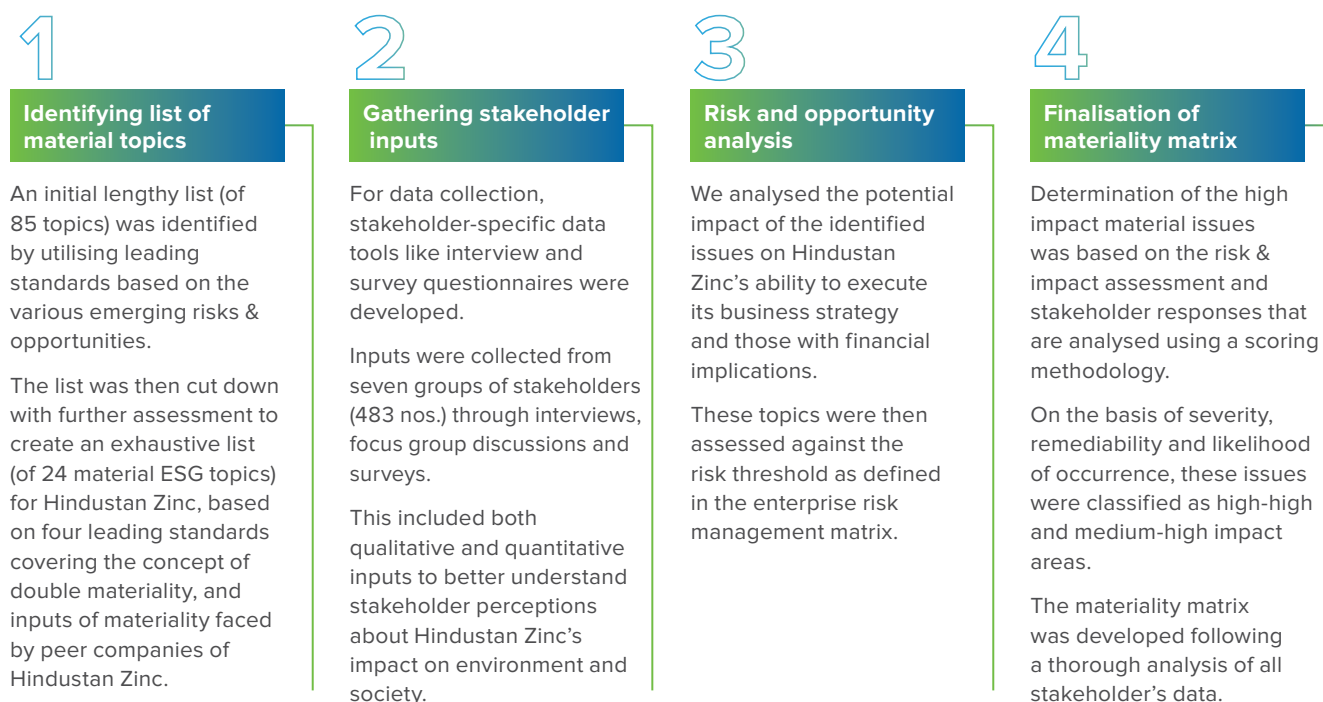 1
Identifying list of
material topics
An initial lengthy list (of
85 topics) was identified
by utilising leading
standards based on the
various emerging risks &
opportunities.
The list was then cut down
with further assessment to
create an exhaustive list
(of 24 material ESG topics)
for Hindustan Zinc, based
on four leading standards
covering the concept of
double materiality, and
inputs of materiality faced
by peer companies of
Hindustan Zinc.
2
Gathering stakeholder
inputs
For data collection,
stakeholder-specific data
tools like interview and
survey questionnaires were
developed.
Inputs were collected from
seven groups of stakeholders
(483 nos.) through interviews,
focus group discussions and
surveys.
This included both
qualitative and quantitative
inputs to better understand
stakeholder perceptions
about Hindustan Zinc's
impact on environment and
society.
3
Risk and opportunity
analysis
We analysed the potential
impact of the identified
issues on Hindustan
Zinc's ability to execute
its business strategy
and those with financial
implications.
These topics were then
assessed against the
risk threshold as defined
in the enterprise risk
management matrix.
4
Finalisation of
materiality matrix
Determination of the high
impact material issues
was based on the risk &
impact assessment and
stakeholder responses that
are analysed using a scoring
methodology.
On the basis of severity,
remediability and likelihood
of occurrence, these issues
were classified as high-high
and medium-high impact
areas.
The materiality matrix
was developed following
a thorough analysis of all
stakeholder's data.